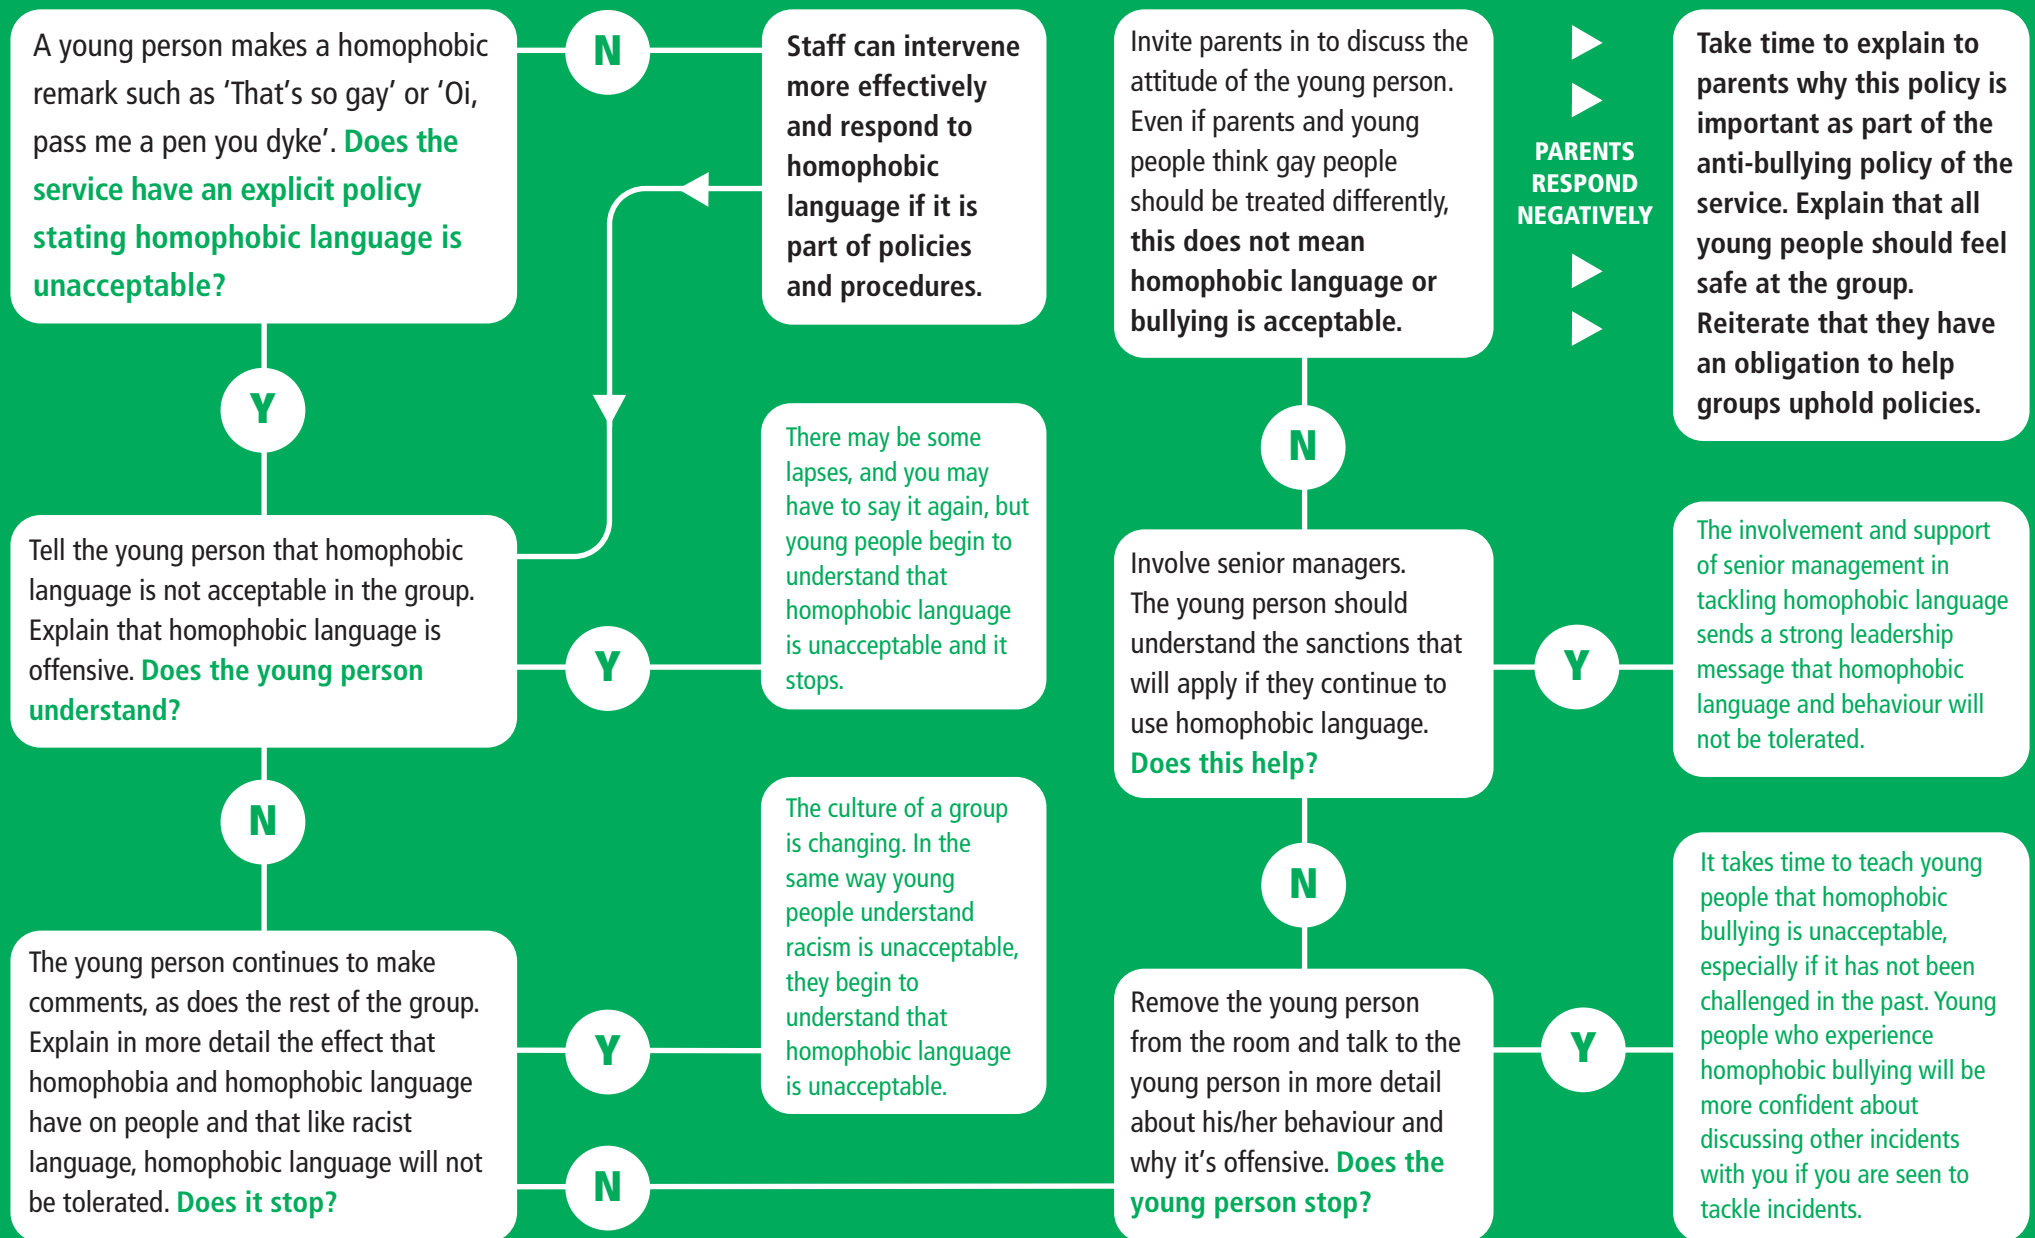 A young person makes a homophobic
remark such as ‘That's so gay’ or ‘Oi,
pass me a pen you dyke’. Does the
service have an explicit policy
stating homophobic language is
unacceptable?
N
Staff can intervene
more effectively
and respond to
homophobic
language if it is
part of policies
and procedures.
Y
Tell the young person that homophobic
language is not acceptable in the group.
Explain that homophobic language is
offensive. Does the young person
understand?
Y
There may be some
lapses, and you may
have to say it again, but
young people begin to
understand that
homophobic language
is unacceptable and it
stops.
N
The young person continues to make
comments, as does the rest of the group.
Explain in more detail the effect that
homophobia and homophobic language
have on people and that like racist
language, homophobic language will not
be tolerated. Does it stop?
Y
The culture of a group
is changing. In the
same way young
people understand
racism is unacceptable,
they begin to
understand that
homophobic language
is unacceptable.
N
Remove the young person
from the room and talk to the
young person in more detail
about his/her behaviour and
why it's offensive. Does the
young person stop?
Y
It takes time to teach young
people that homophobic
bullying is unacceptable,
especially if it has not been
challenged in the past. Young
people who experience
homophobic bullying will be
more confident about
discussing other incidents
with you if you are seen to
tackle incidents.
N
Involve senior managers.
The young person should
understand the sanctions that
will apply if they continue to
use homophobic language.
Does this help?
Y
The involvement and support
of senior management in
tackling homophobic language
sends a strong leadership
message that homophobic
language and behaviour will
not be tolerated.
N
Invite parents in to discuss the
attitude of the young person.
Even if parents and young
people think gay people
should be treated differently,
this does not mean
homophobic language or
bullying is acceptable.
PARENTS
RESPOND
NEGATIVELY
Take time to explain to
parents why this policy is
important as part of the
anti-bullying policy of the
service. Explain that all
young people should feel
safe at the group.
Reiterate that they have
an obligation to help
groups uphold policies.